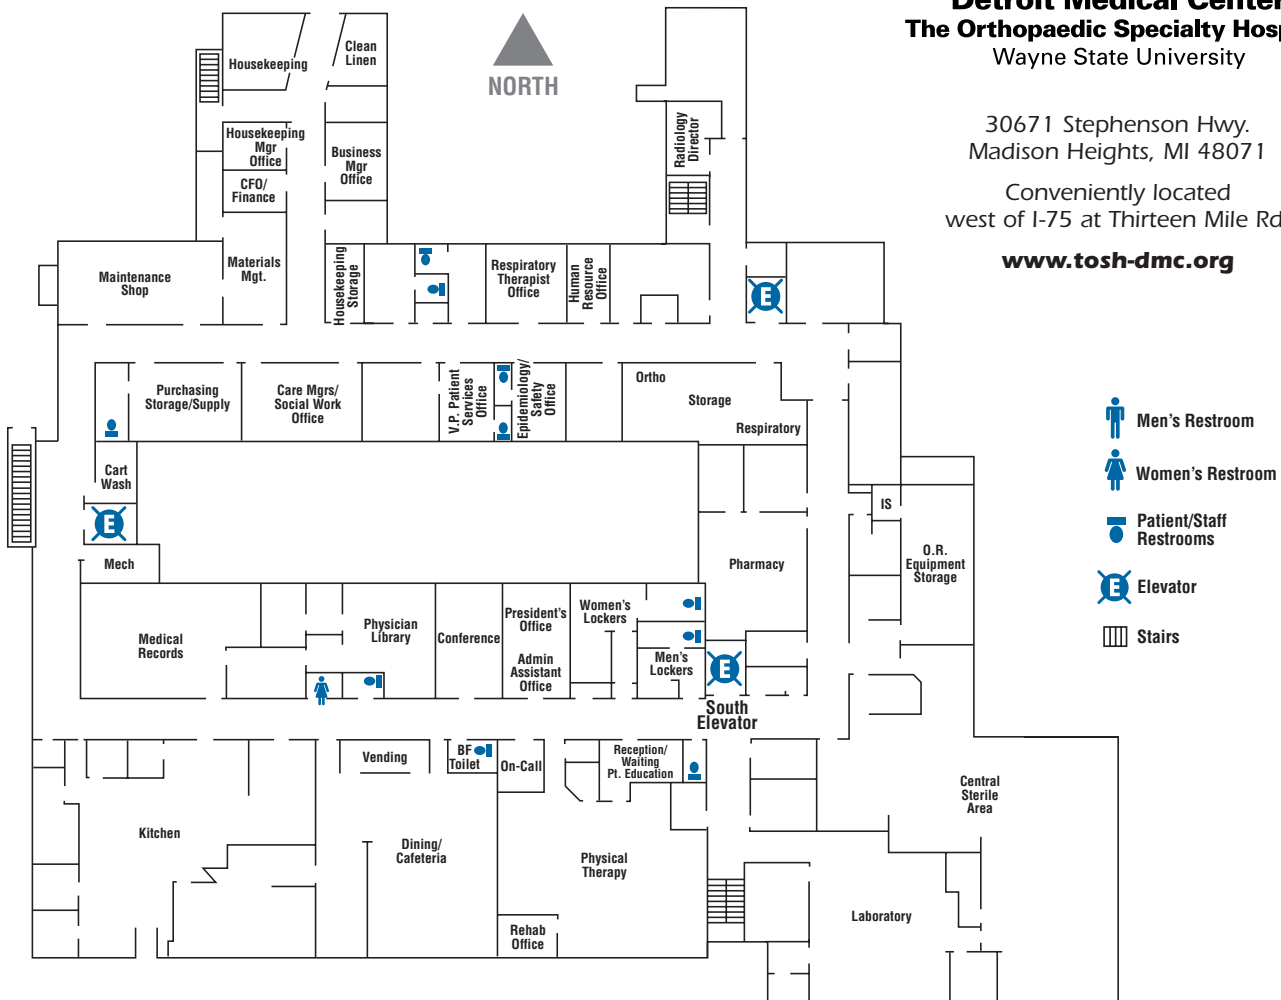 Detroit Medical Center
The Orthopaedic Specialty Hosp
Wayne State University
30671 Stephenson Hwy.
Madison Heights, MI 48071
Conveniently located
west of I-75 at Thirteen Mile Rd
www.tosh-dmc.org
NORTH
Housekeeping
Clean
Linen
Housekeeping
Mgr
Office
Business
Mgr
Office
CFO/
Finance
Radiology
Director
Maintenance
Shop
Materials
Mgt.
Housekeeping
Storage
Respiratory
Therapist
Office
Human
Resource
Office
E
Purchasing
Storage/Supply
Care Mgrs/
Social Work
Office
V.P. Patient
Services
Office
Epidemiology/
Safety
Office
Ortho
Storage
Respiratory
Men's Restroom
Women's Restroom
Patient/Staff
Restrooms
E
Elevator
Stairs
Cart
Wash
E
Mech
IS
O.R.
Equipment
Storage
Pharmacy
Medical
Records
Physician
Library
Conference
President's
Office
Admin
Assistant
Office
Women's
Lockers
Men's
Lockers
E
South
Elevator
Vending
BF
Toilet
On-Call
Reception/
Waiting
Pt. Education
Central
Sterile
Area
Kitchen
Dining/
Cafeteria
Physical
Therapy
Rehab
Office
Laboratory